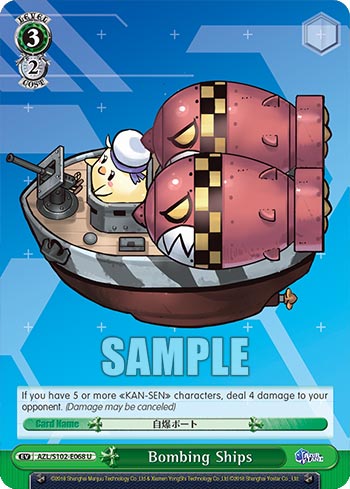 LEVEL
3
2
COST
SAMPLE
If you have 5 or more «KAN-SEN» characters, deal 4 damage to your
opponent. (Damage may be canceled)
Card Name
自爆ボート
EV AZL/S102-E068 U
Bombing Ships
AZUR LANE
©2018 Shanghai Manjuu Technology Co.,Ltd & Xiamen YongShi Technology Co.,Ltd ©2018 Shanghai Yostar Co., Ltd.